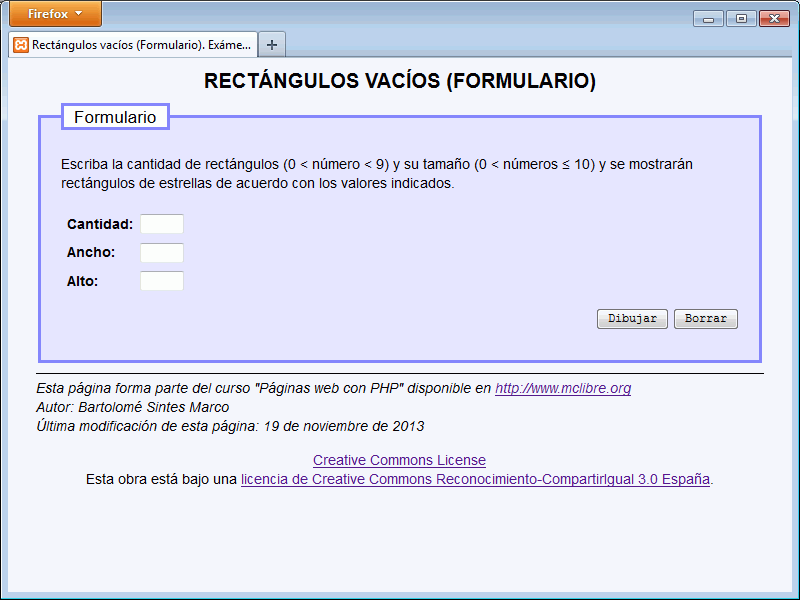 Firefox
Rectángulos vacíos (Formulario). Exáme...
RECTÁNGULOS VACÍOS (FORMULARIO)
Formulario
Escriba la cantidad de rectángulos (0 < número < 9) y su tamaño (0 < números ≤ 10) y se mostrarán
rectángulos de estrellas de acuerdo con los valores indicados.
Cantidad:
Ancho:
Alto:
Dibujar Borrar
Esta página forma parte del curso "Páginas web con PHP" disponible en http://www.mclibre.org
Autor: Bartolomé Sintes Marco
Última modificación de esta página: 19 de noviembre de 2013
Creative Commons License
Esta obra está bajo una licencia de Creative Commons Reconocimiento-CompartirIgual 3.0 España.